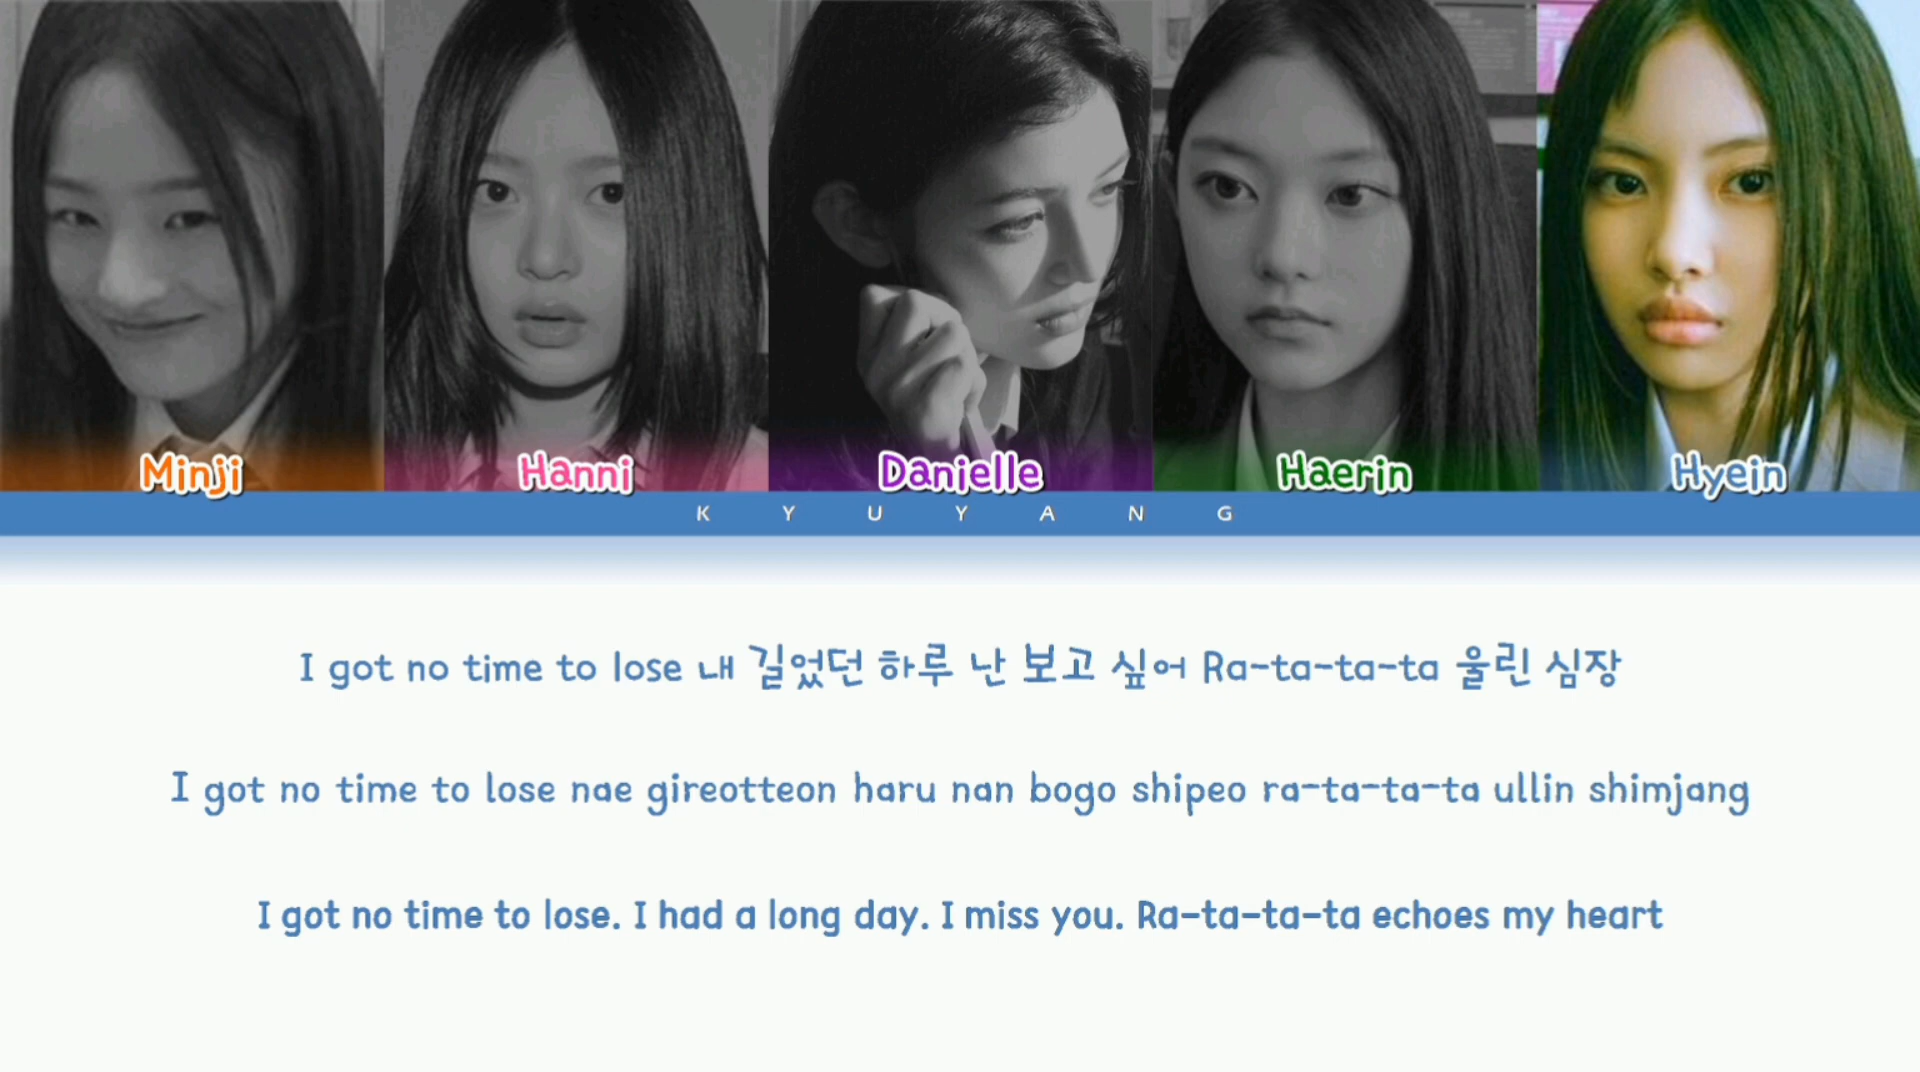 Minji
Hanni
Danielle
Haerin
Hyein
KYUYANG
I got no time to lose 내 길었던 하루 난 보고 싶어 Ra-ta-ta-ta 울린 심장
I got no time to lose nae gireotteon haru nan bogo shipeo ra-ta-ta-ta ullin shimjang
I got no time to lose. I had a long day. I miss you. Ra-ta-ta-ta echoes my heart